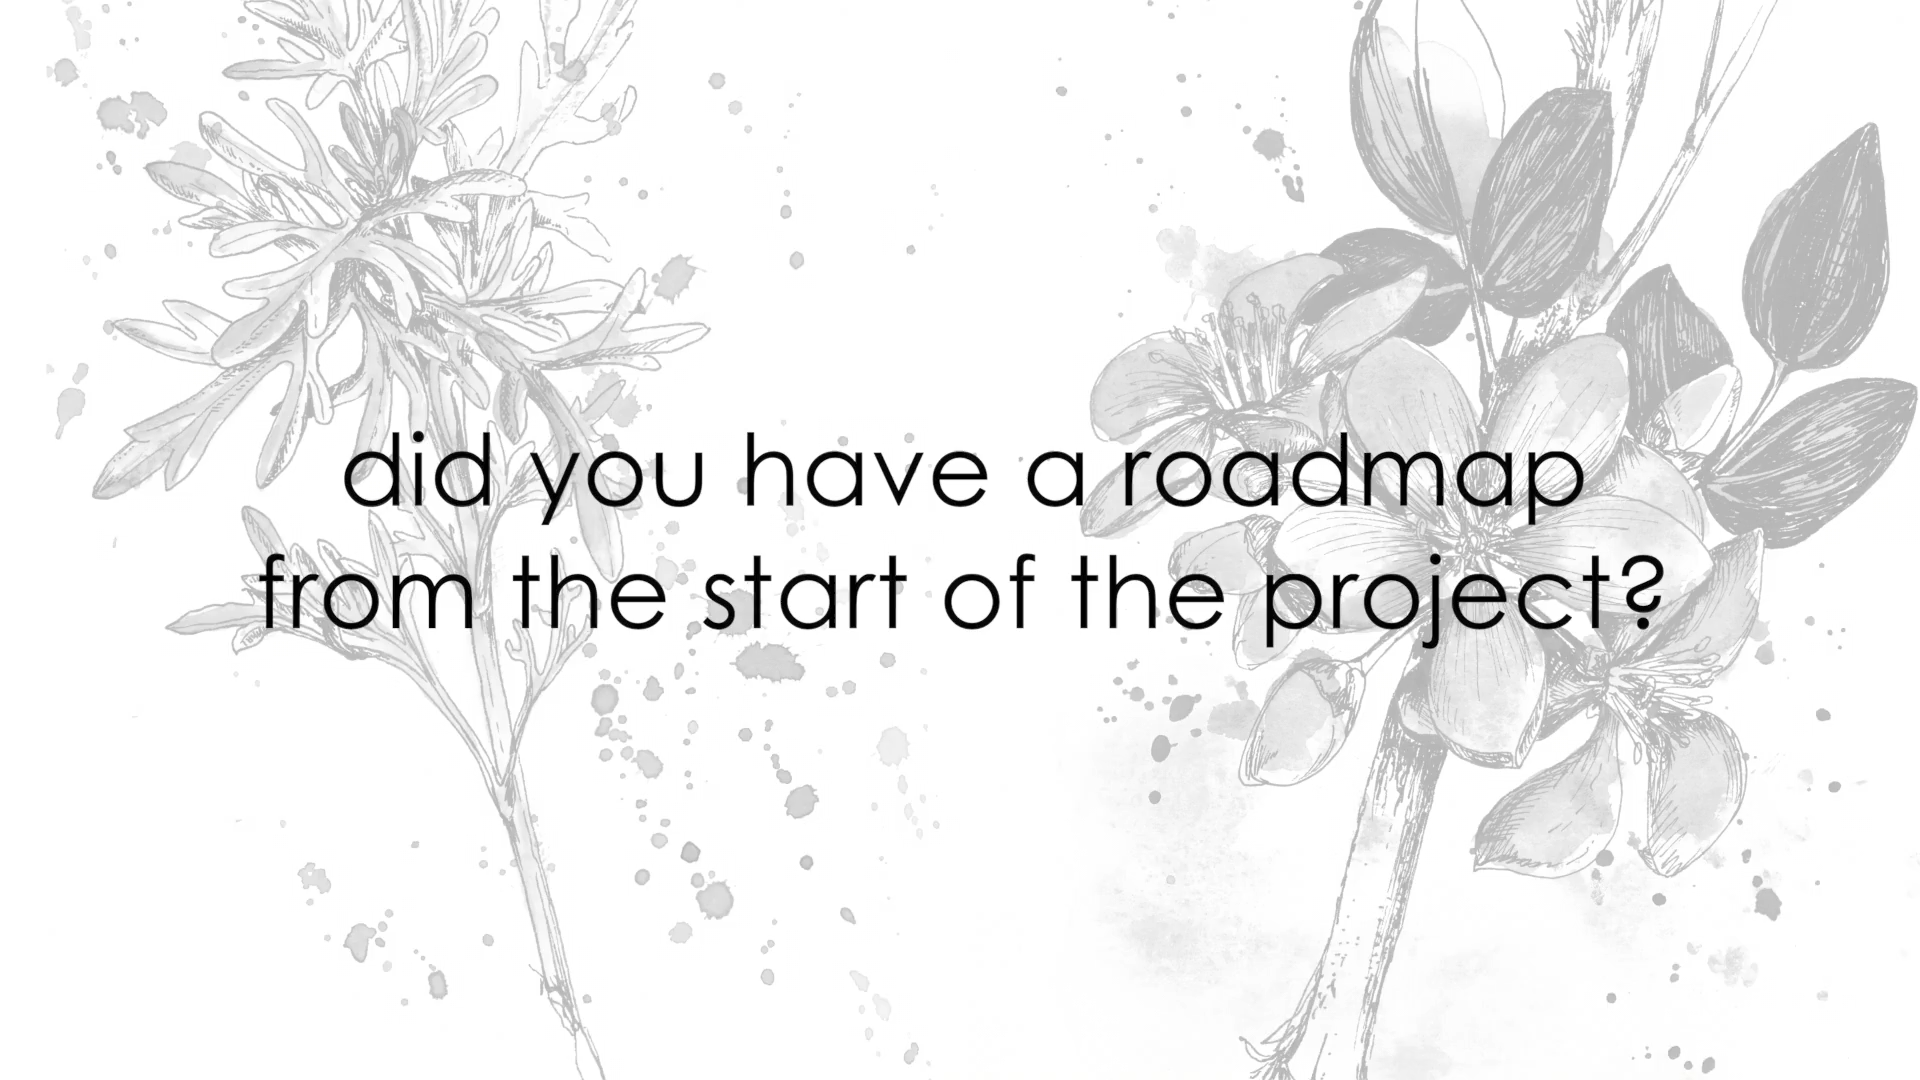 did you have a roadmap
from the start of the project?